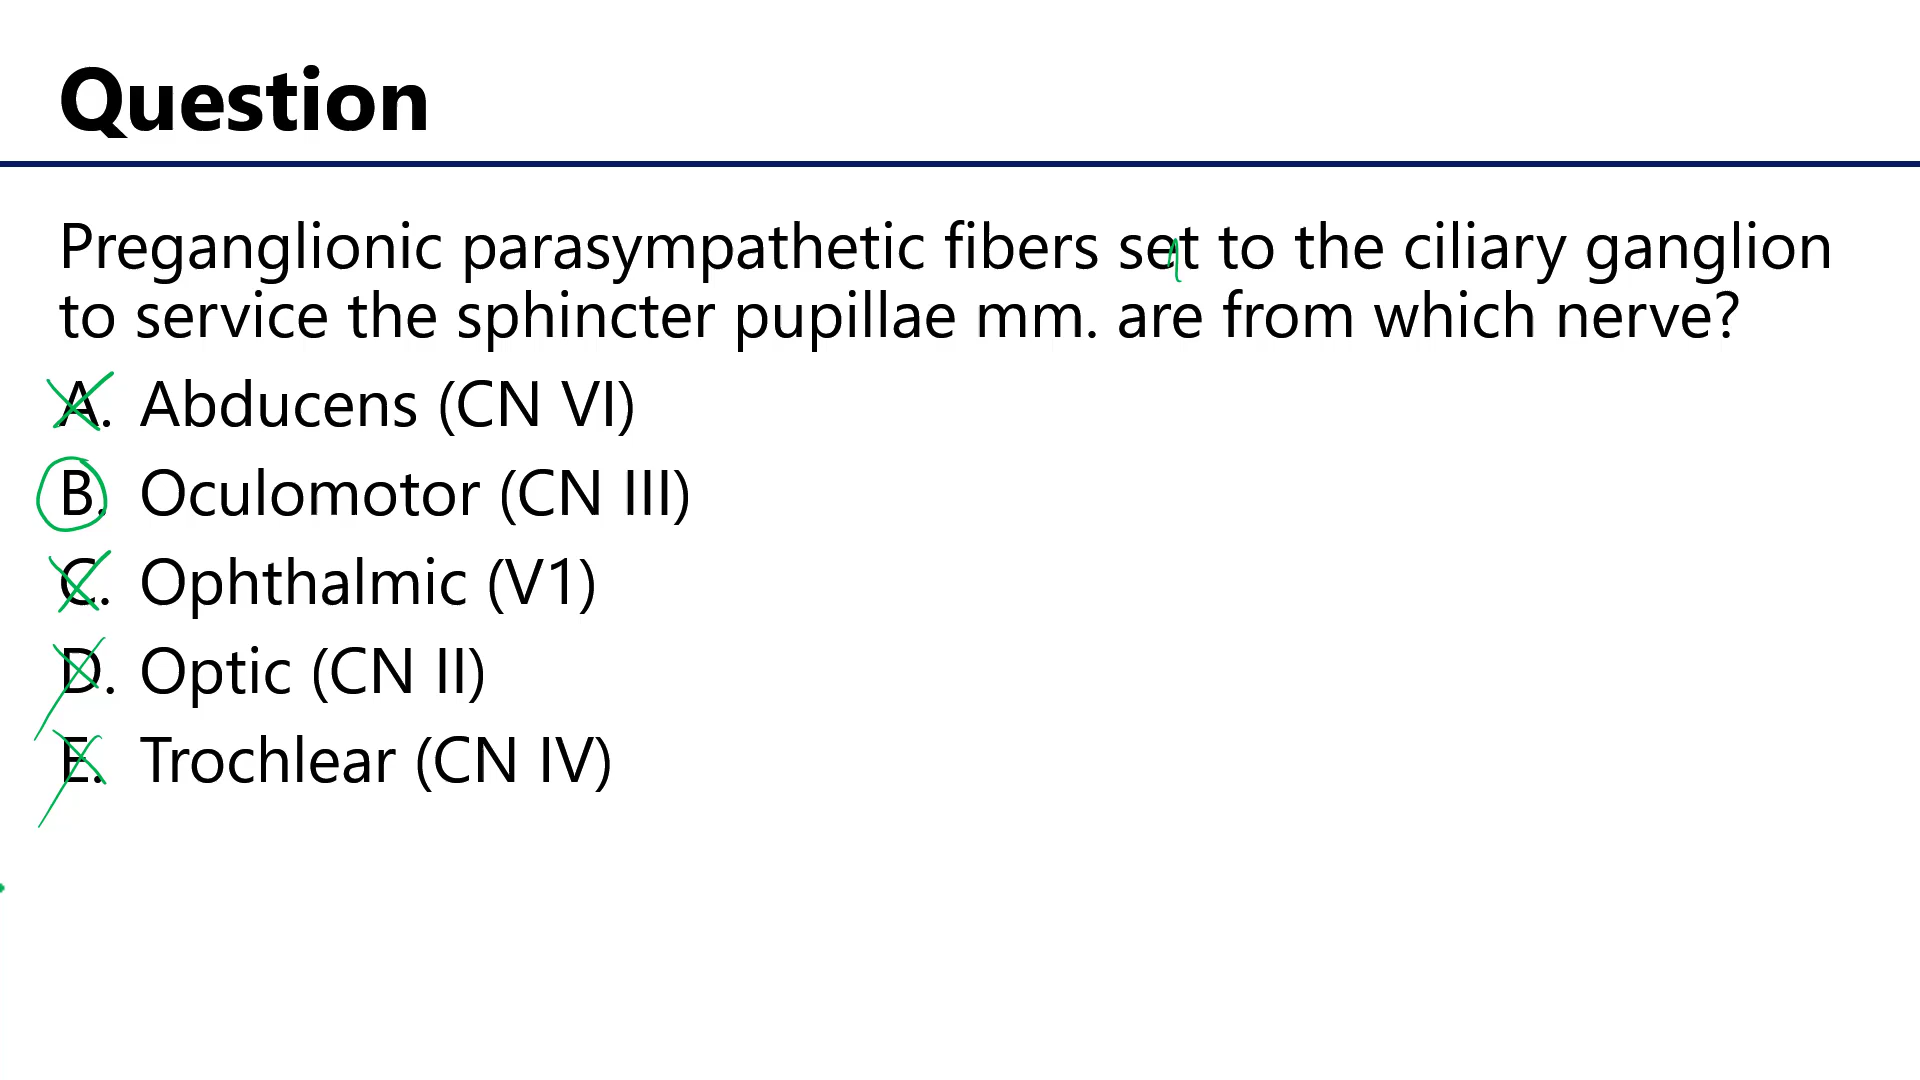 Question
Preganglionic parasympathetic fibers set to the ciliary ganglion
to service the sphincter pupillae mm. are from which nerve?
A. Abducens (CN VI)
B. Oculomotor (CN III)
C. Ophthalmic (V1)
D. Optic (CN II)
E. Trochlear (CN IV)